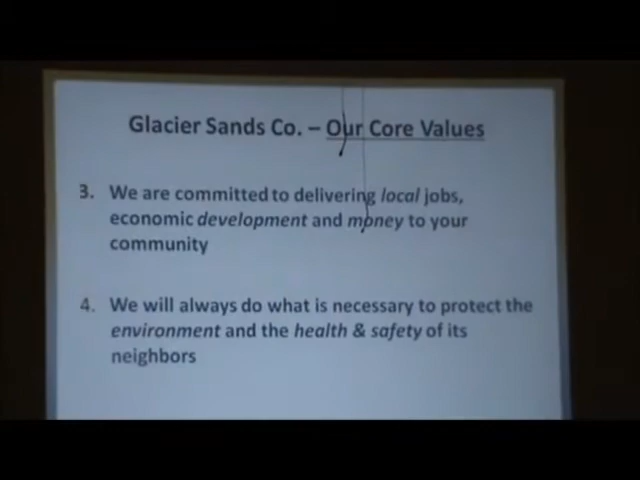 Glacier Sands Co. – Our Core Values
3. We are committed to delivering local jobs,
economic development and money to your
community
4. We will always do what is necessary to protect the
environment and the health & safety of its
neighbors